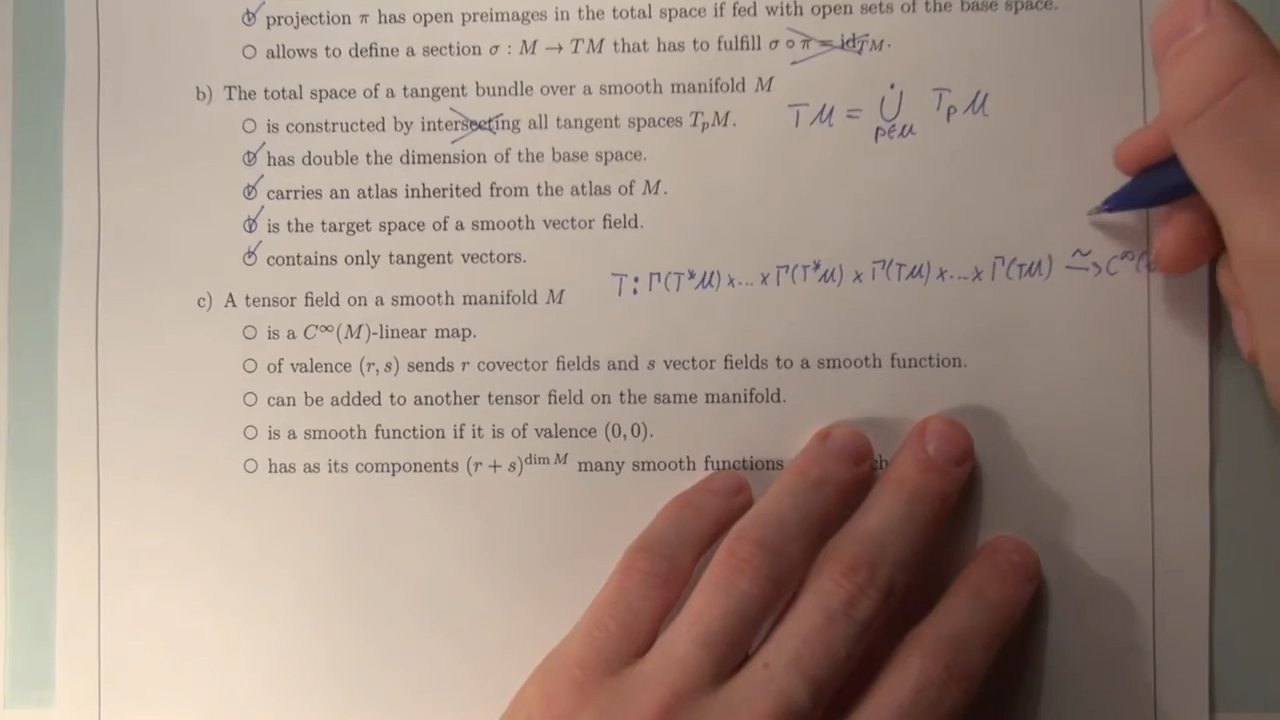 projection π has open preimages in the total space if fed with open sets of the base space.
allows to define a section σ : M → TM that has to fulfill σ ∘ π = id_TM.
b) The total space of a tangent bundle over a smooth manifold M
is constructed by intersecting all tangent spaces TₚM.
TM = ∪̇_{p∈M} TₚM
has double the dimension of the base space.
carries an atlas inherited from the atlas of M.
is the target space of a smooth vector field.
contains only tangent vectors.
T : Γ(T*M) × ... × Γ(T*M) × Γ(TM) × ... × Γ(TM) ⥲ C^∞(
c) A tensor field on a smooth manifold M
is a C^∞(M)-linear map.
of valence (r, s) sends r covector fields and s vector fields to a smooth function.
can be added to another tensor field on the same manifold.
is a smooth function if it is of valence (0, 0).
has as its components (r + s)^{dim M} many smooth functions